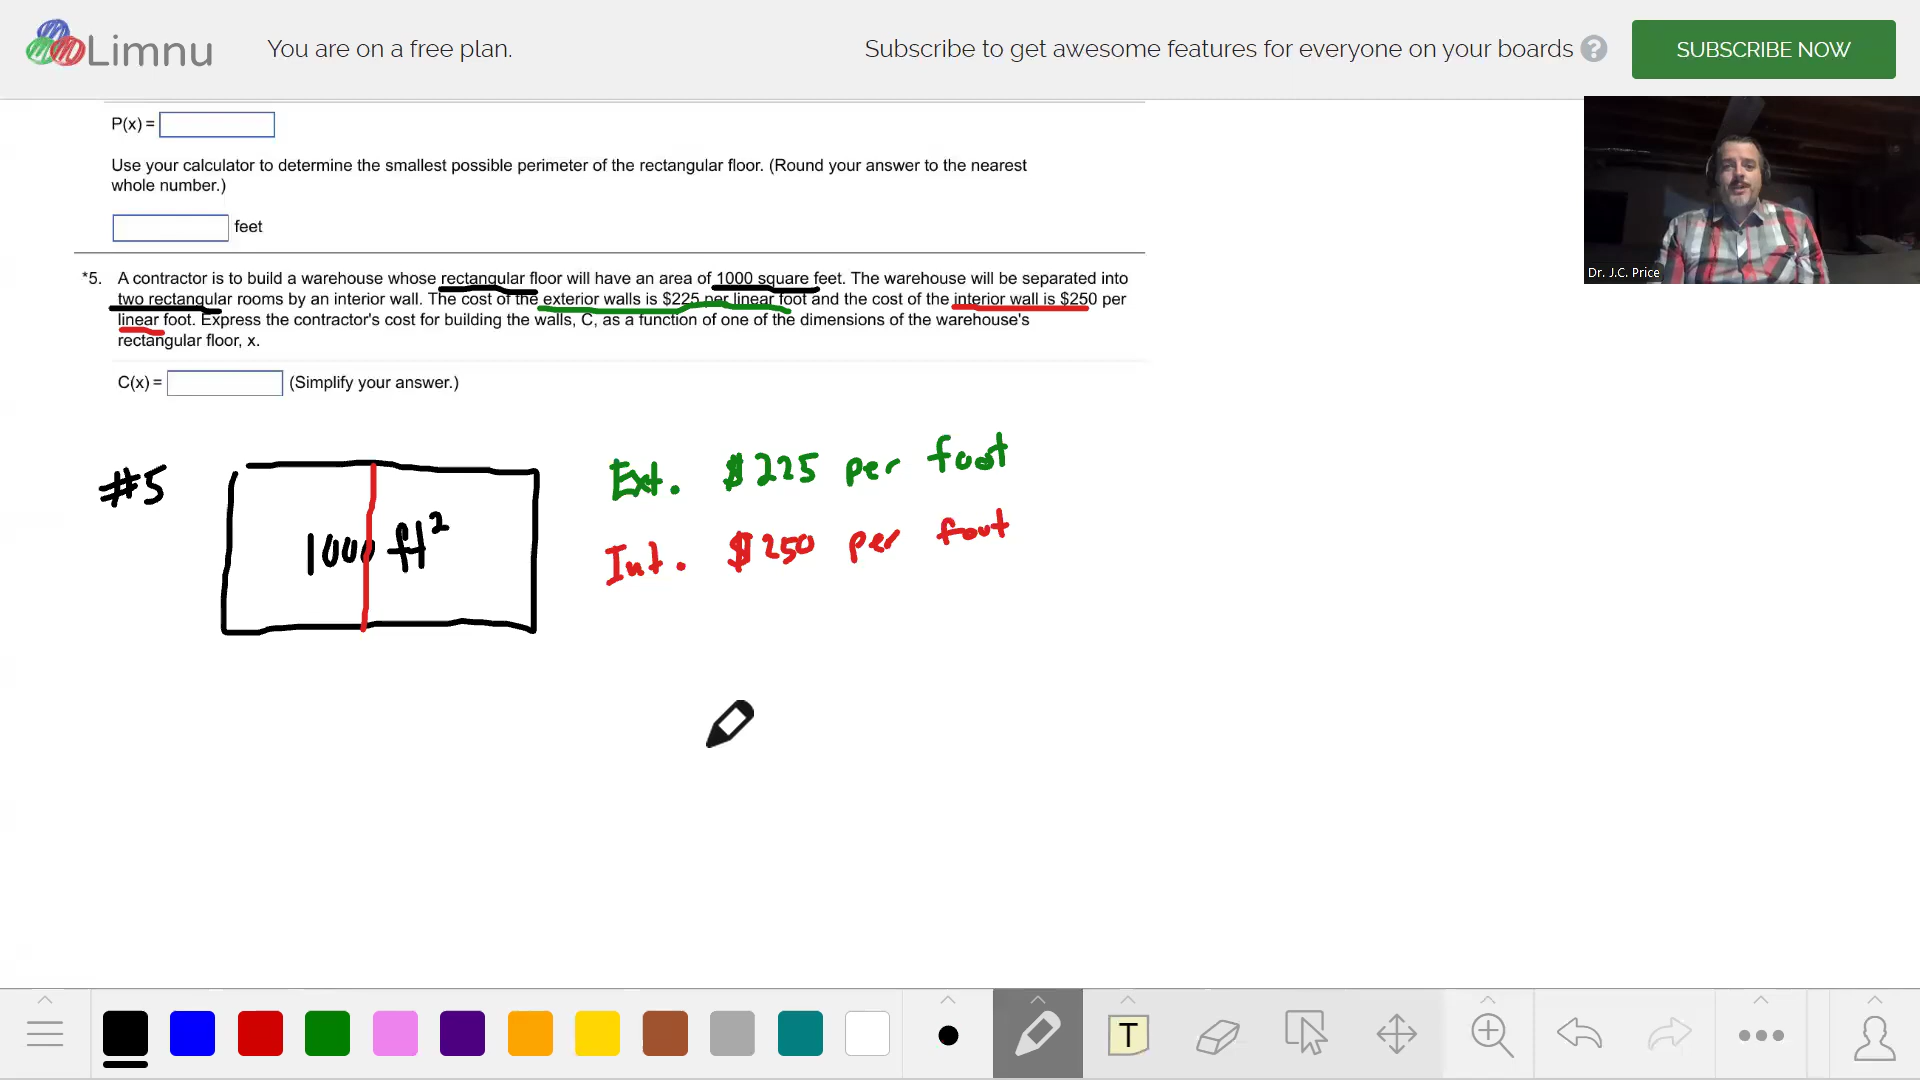 Limnu
You are on a free plan.
Subscribe to get awesome features for everyone on your boards ?
SUBSCRIBE NOW
P(x) =
Use your calculator to determine the smallest possible perimeter of the rectangular floor. (Round your answer to the nearest
whole number.)
feet
Dr. J.C. Price
*5. A contractor is to build a warehouse whose rectangular floor will have an area of 1000 square feet. The warehouse will be separated into
two rectangular rooms by an interior wall. The cost of the exterior walls is $225 per linear foot and the cost of the interior wall is $250 per
linear foot. Express the contractor's cost for building the walls, C, as a function of one of the dimensions of the warehouse's
rectangular floor, x.
C(x) = (Simplify your answer.)
#5
1000 ft²
Ext. $225 per foot
Int. $250 per foot
T